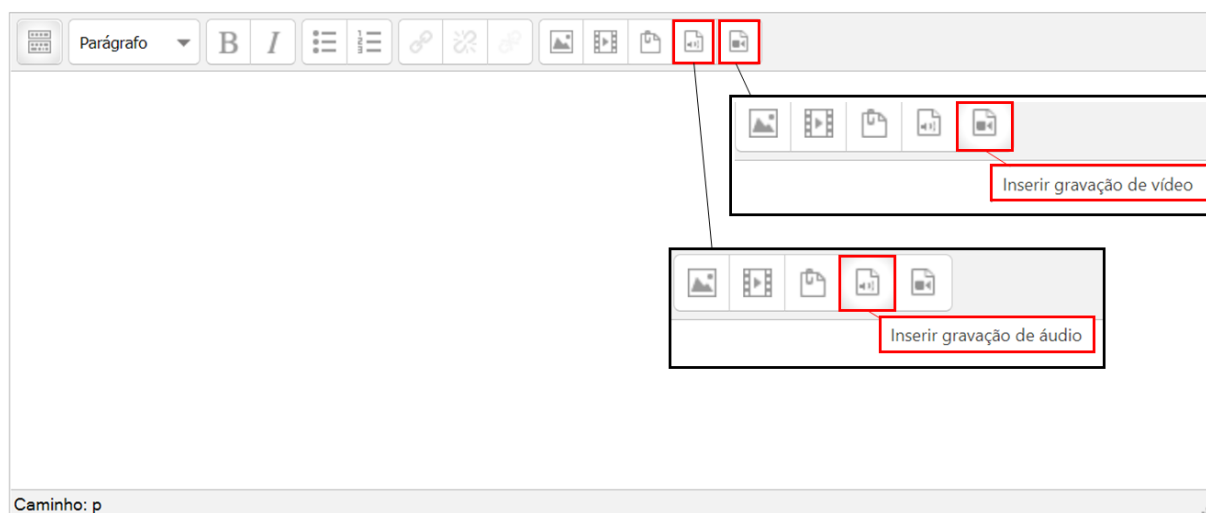 Parágrafo B I
Inserir gravação de vídeo
Inserir gravação de áudio
Caminho: p